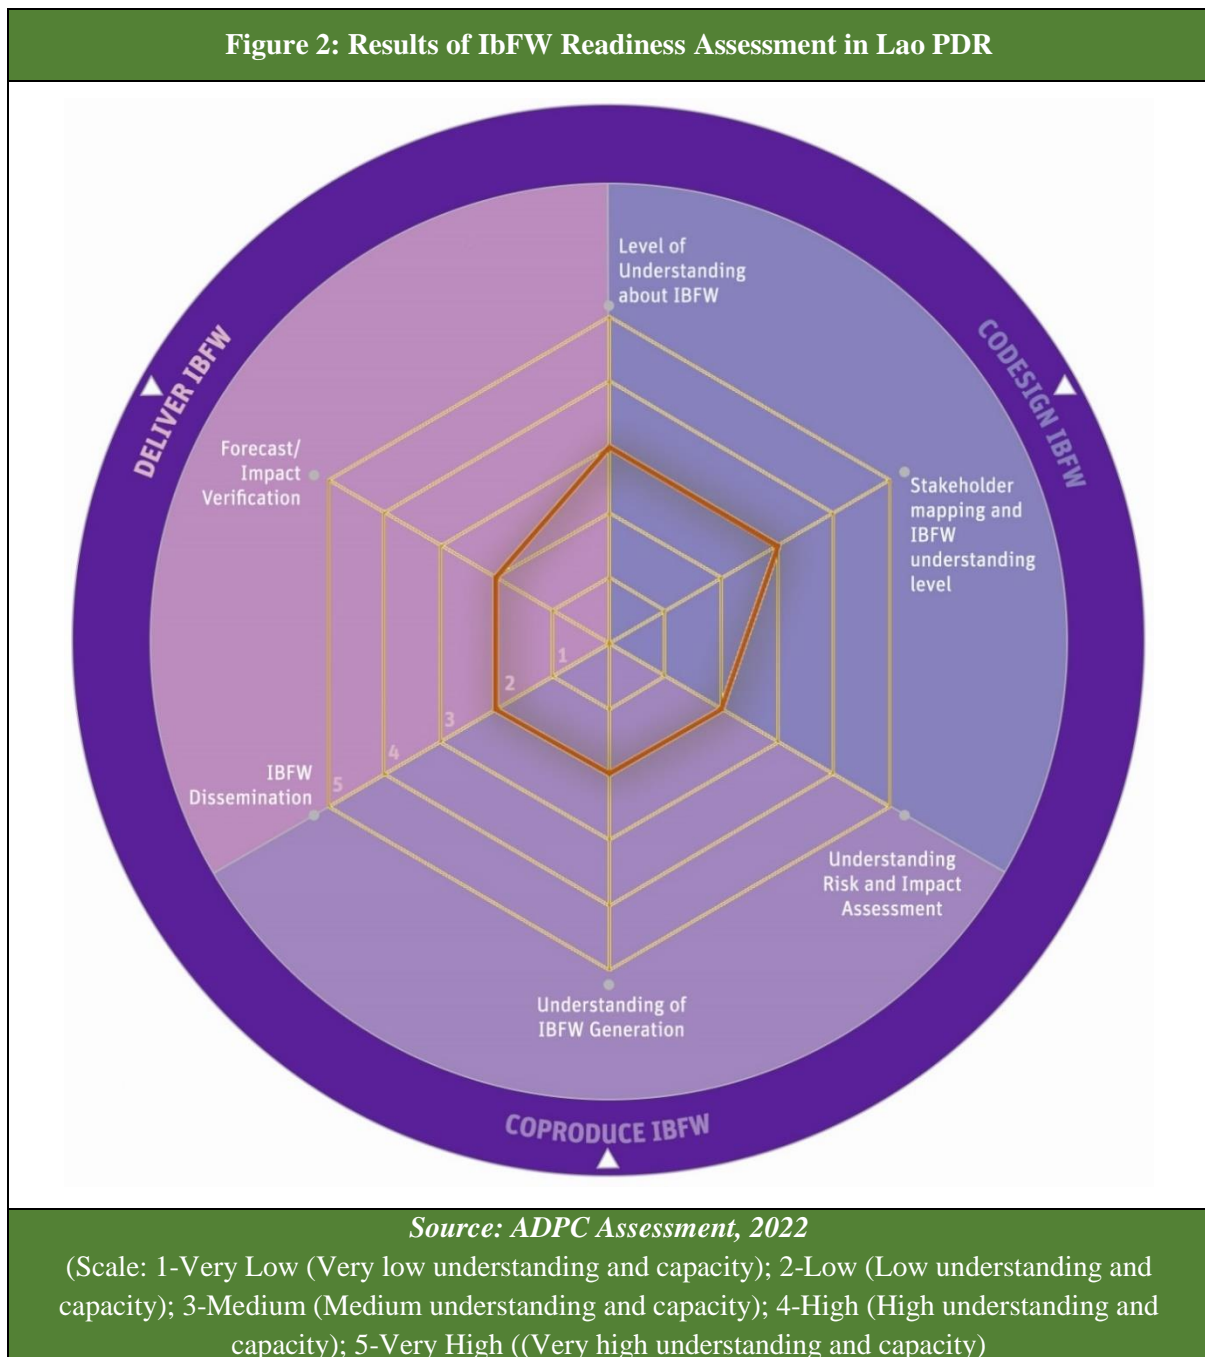 Figure 2: Results of IbFW Readiness Assessment in Lao PDR
Level of
Understanding
about IBFW
CODESIGN IBFW
DELIVER IBFW
Forecast/
Impact
Verification
Stakeholder
mapping and
IBFW
understanding
level
1
2
3
4
5
IBFW
Dissemination
Understanding
Risk and Impact
Assessment
Understanding of
IBFW Generation
COPRODUCE IBFW
Source: ADPC Assessment, 2022
(Scale: 1-Very Low (Very low understanding and capacity); 2-Low (Low understanding and
capacity); 3-Medium (Medium understanding and capacity); 4-High (High understanding and
capacity); 5-Very High ((Very high understanding and capacity)